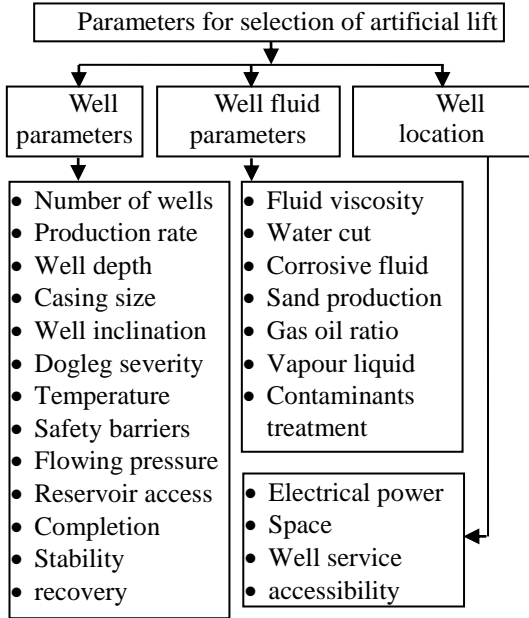 Parameters for selection of artificial lift
Well
parameters
Well fluid
parameters
Well
location
• Number of wells
• Production rate
• Well depth
• Casing size
• Well inclination
• Dogleg severity
• Temperature
• Safety barriers
• Flowing pressure
• Reservoir access
• Completion
• Stability
• recovery
• Fluid viscosity
• Water cut
• Corrosive fluid
• Sand production
• Gas oil ratio
• Vapour liquid
• Contaminants
treatment
• Electrical power
• Space
• Well service
• accessibility